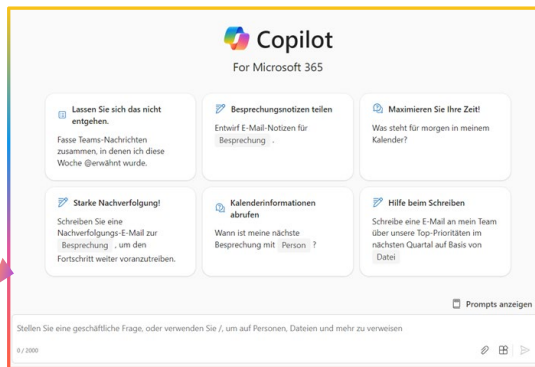 Copilot
For Microsoft 365
Lassen Sie sich das nicht
entgehen.
Fasse Teams-Nachrichten
zusammen, in denen ich diese
Woche @erwähnt wurde.
Besprechungsnotizen teilen
Entwirf E-Mail-Notizen für
Besprechung .
Maximieren Sie Ihre Zeit!
Was steht für morgen in meinem
Kalender?
Starke Nachverfolgung!
Schreiben Sie eine
Nachverfolgungs-E-Mail zur
Besprechung , um den
Fortschritt weiter voranzutreiben.
Kalenderinformationen
abrufen
Wann ist meine nächste
Besprechung mit Person ?
Hilfe beim Schreiben
Schreibe eine E-Mail an mein Team
über unsere Top-Prioritäten im
nächsten Quartal auf Basis von
Datei
Prompts anzeigen
Stellen Sie eine geschäftliche Frage, oder verwenden Sie /, um auf Personen, Dateien und mehr zu verweisen
0 / 2000